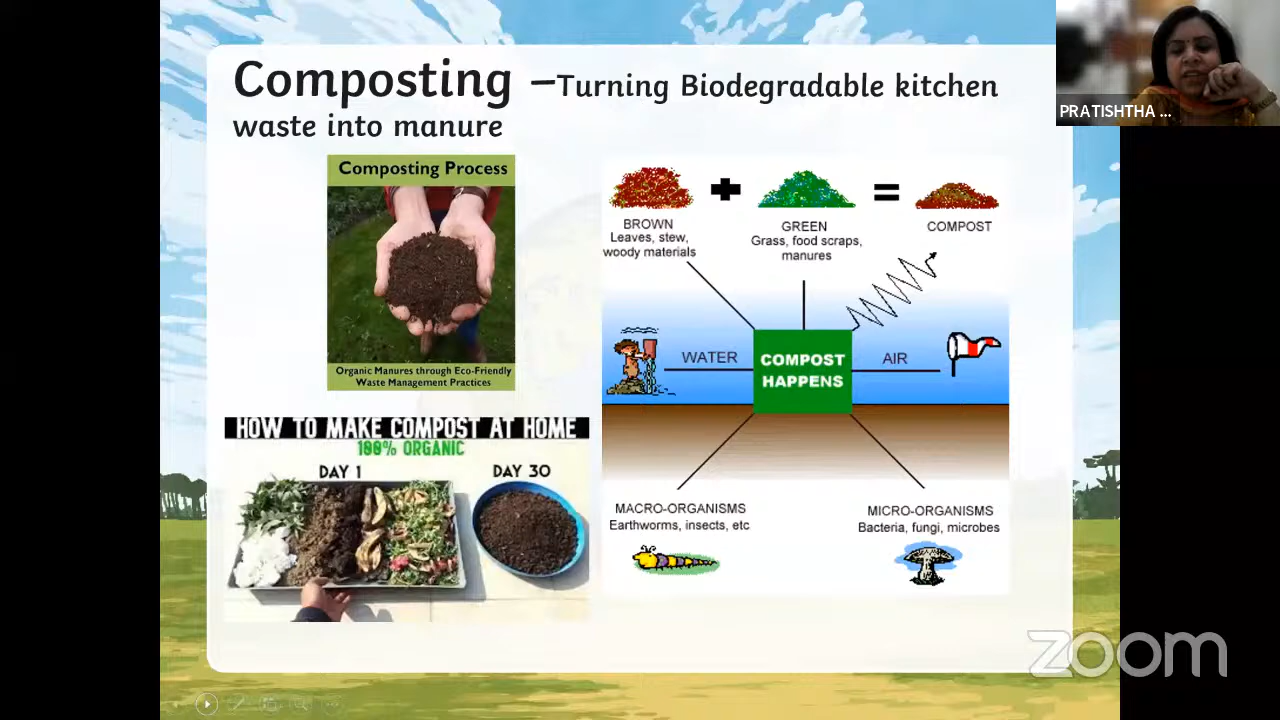 Composting –Turning Biodegradable kitchen
waste into manure
PRATISHTHA ...
Composting Process
Organic Manures through Eco-Friendly
Waste Management Practices
HOW TO MAKE COMPOST AT HOME
100% ORGANIC
DAY 1
DAY 30
BROWN
Leaves, stew,
woody materials
GREEN
Grass, food scraps,
manures
COMPOST
WATER
COMPOST
HAPPENS
AIR
MACRO-ORGANISMS
Earthworms, insects, etc
MICRO-ORGANISMS
Bacteria, fungi, microbes
zoom